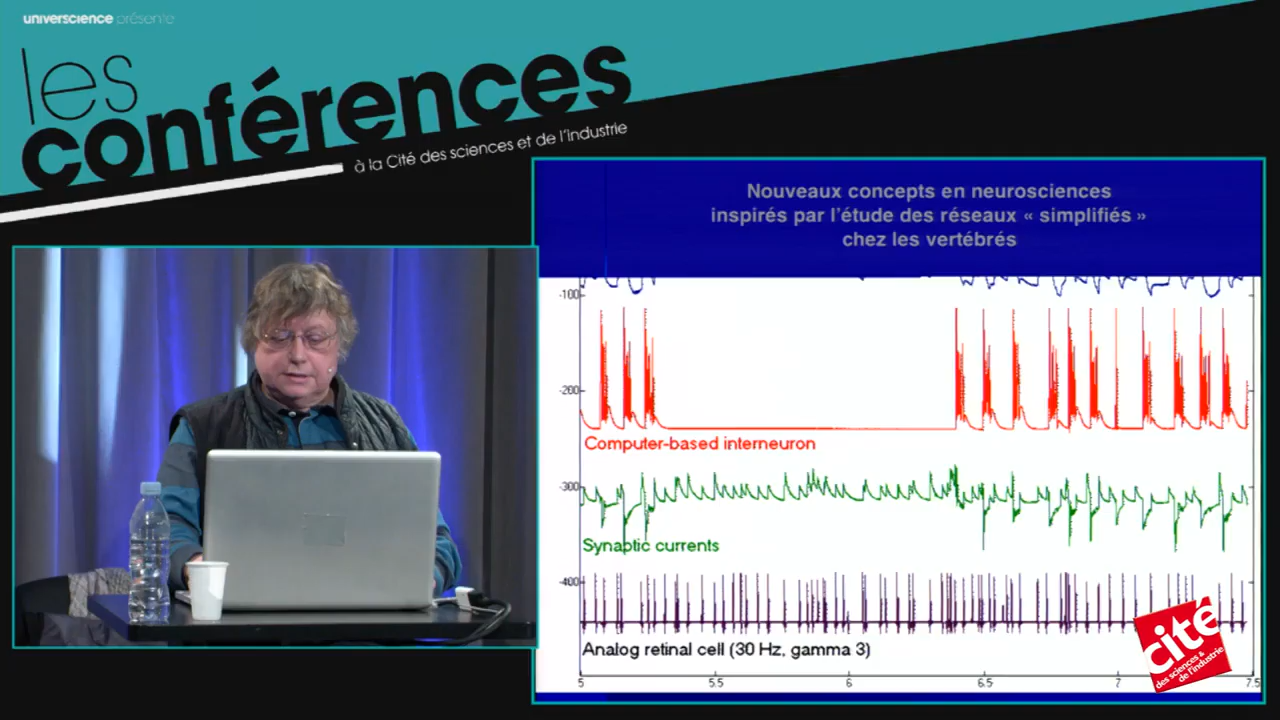 universcience présente
les
conférences
à la Cité des sciences et de l'industrie
Nouveaux concepts en neurosciences
inspirés par l'étude des réseaux « simplifiés »
chez les vertébrés
-100
-200
Computer-based interneuron
-300
Synaptic currents
-400
Analog retinal cell (30 Hz, gamma 3)
5 5.5 6 6.5 7 7.5
cité
des sciences &
de l'industrie